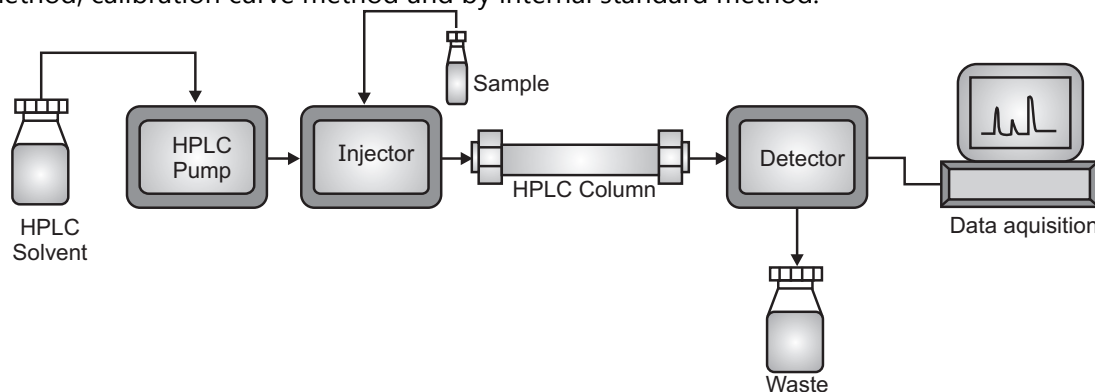 method, calibration curve method and by internal standard method.
Sample
HPLC
Pump
Injector
HPLC Column
Detector
HPLC
Solvent
Data aquisition
Waste